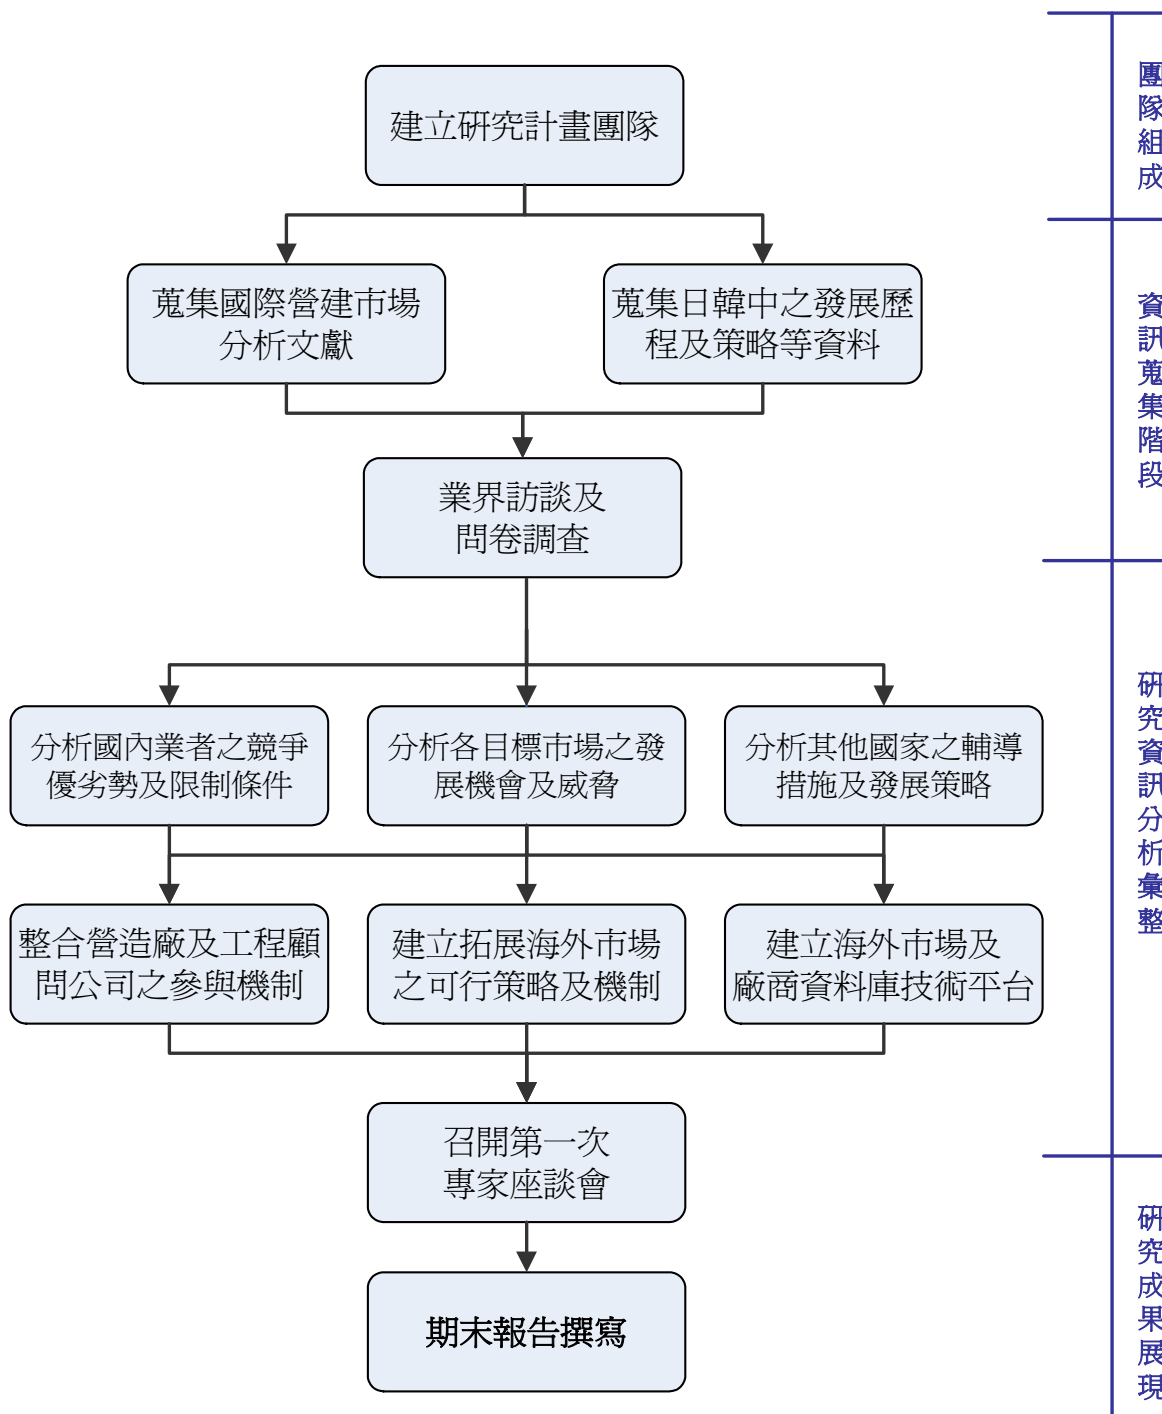 建立研究計畫團隊
蒐集國際營建市場
分析文獻
蒐集日韓中之發展歷
程及策略等資料
業界訪談及
問卷調查
分析國內業者之競爭
優劣勢及限制條件
分析各目標市場之發
展機會及威脅
分析其他國家之輔導
措施及發展策略
整合營造廠及工程顧
問公司之參與機制
建立拓展海外市場
之可行策略及機制
建立海外市場及
廠商資料庫技術平台
召開第一次
專家座談會
期末報告撰寫
團隊組成
資訊蒐集階段
研究資訊分析彙整
研究成果展現